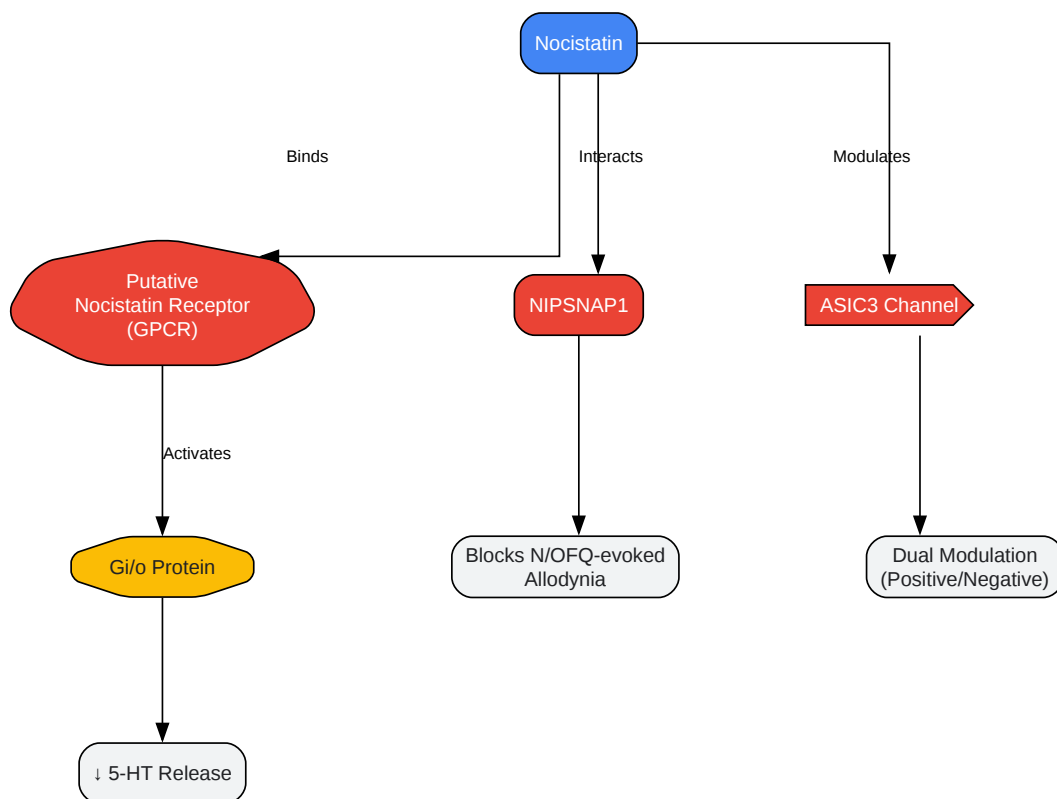 Nocistatin
Binds
Interacts
Modulates
Putative
Nocistatin Receptor
(GPCR)
NIPSNAP1
ASIC3 Channel
Activates
Gi/o Protein
Blocks N/OFQ-evoked
Allodynia
Dual Modulation
(Positive/Negative)
↓ 5-HT Release